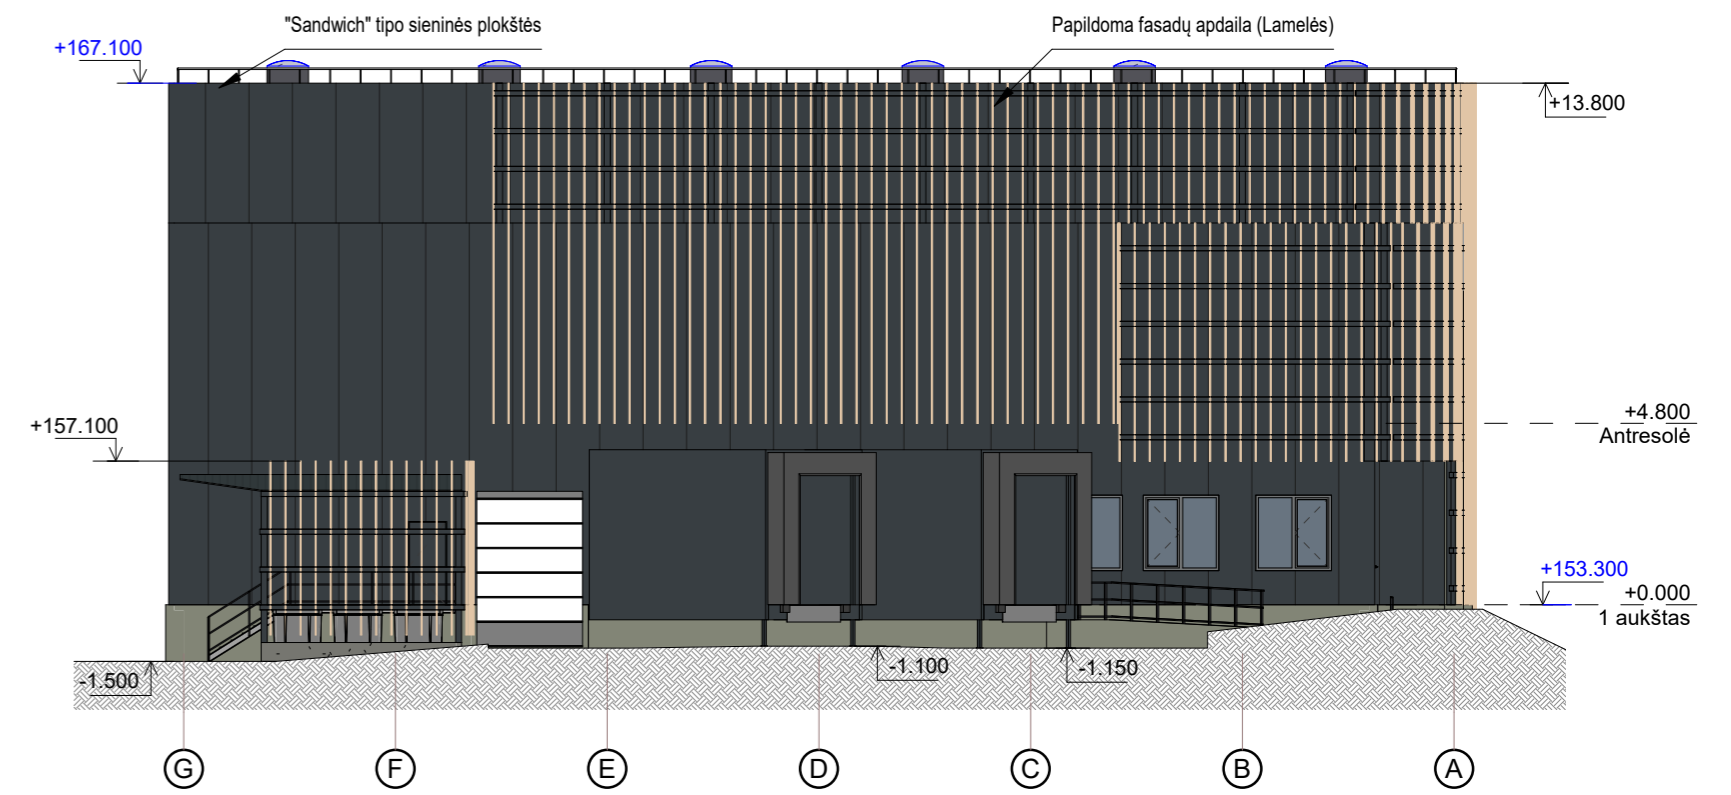 "Sandwich" tipo sieninės plokštės
Papildoma fasadų apdaila (Lamelės)
+167.100
+13.800
+157.100
+4.800
Antresolė
+153.300
+0.000
1 aukštas
-1.500
-1.100
-1.150
G F E D C B A